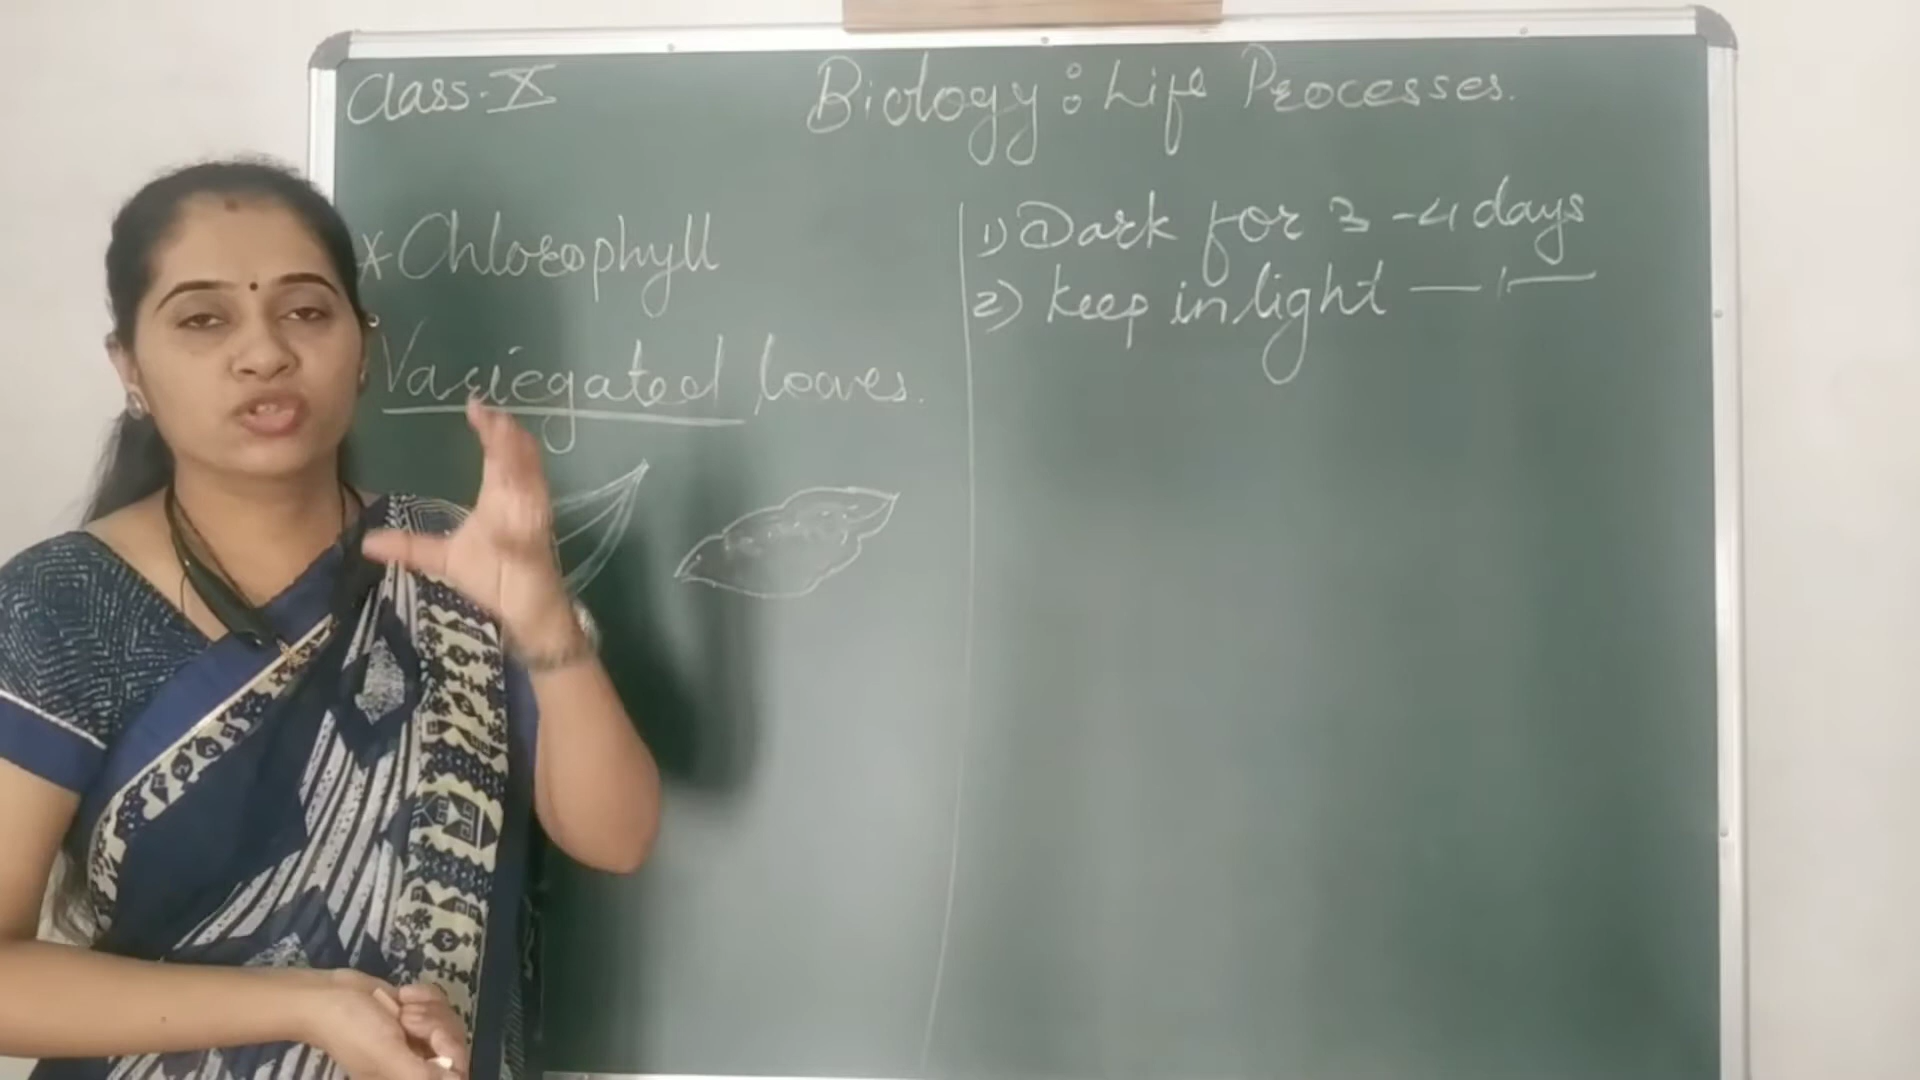 Class. X
Biology : Life Processes.
* Chlorophyll
Variegated leaves.
1) Dark for 3 - 4 days
2) Keep in light — 〃 —